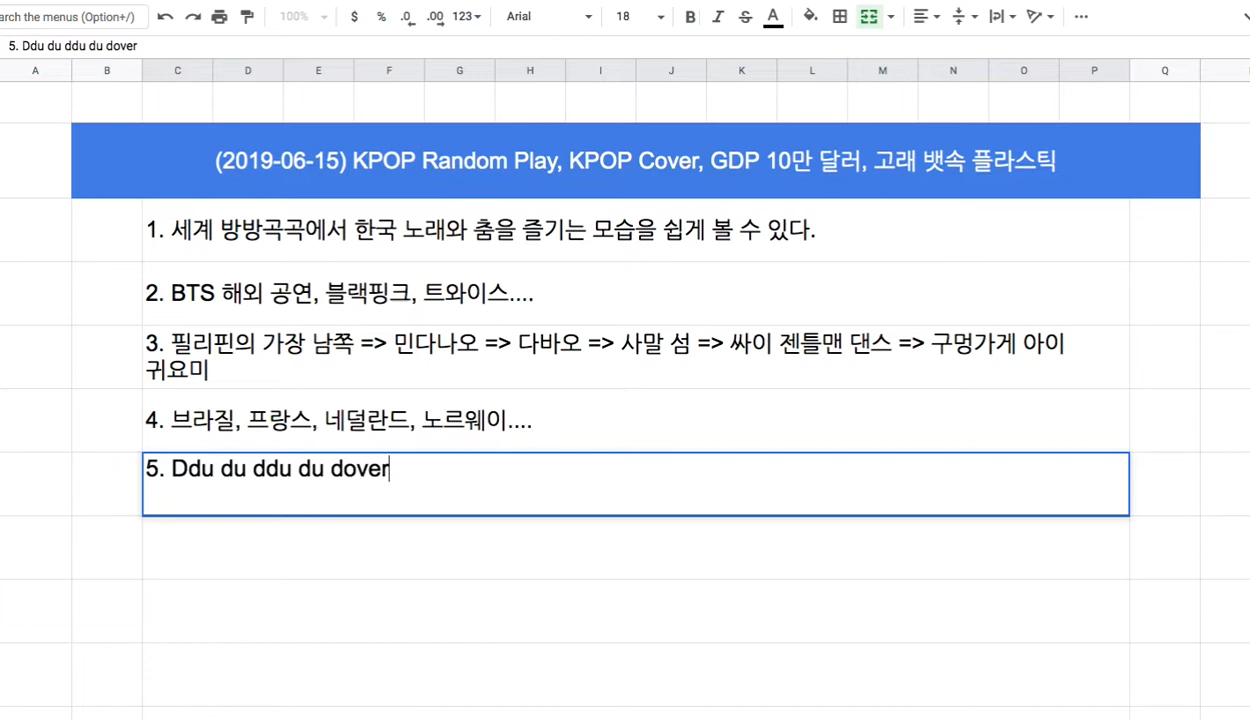 arch the menus (Option+/) 100% $ % .0 .00 123 Arial 18 B I S A
5. Ddu du ddu du dover
A B C D E F G H I J K L M N O P Q
(2019-06-15) KPOP Random Play, KPOP Cover, GDP 10만 달러, 고래 뱃속 플라스틱
1. 세계 방방곡곡에서 한국 노래와 춤을 즐기는 모습을 쉽게 볼 수 있다.
2. BTS 해외 공연, 블랙핑크, 트와이스....
3. 필리핀의 가장 남쪽 => 민다나오 => 다바오 => 사말 섬 => 싸이 젠틀맨 댄스 => 구멍가게 아이
귀요미
4. 브라질, 프랑스, 네덜란드, 노르웨이....
5. Ddu du ddu du dover